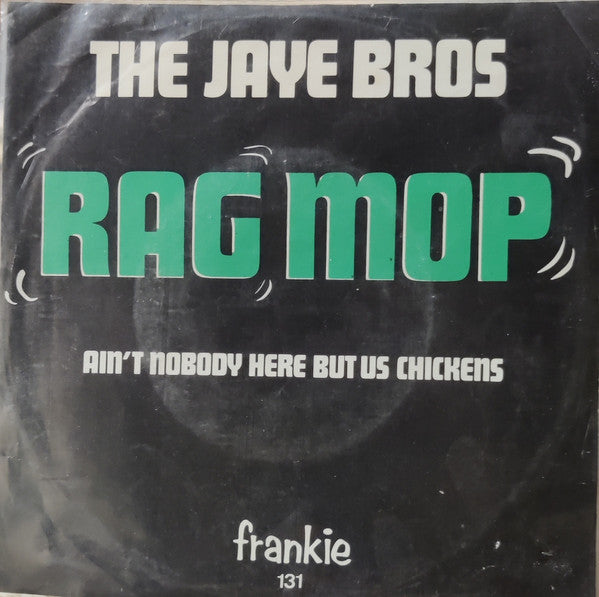 THE JAYE BROS
RAG MOP
AIN'T NOBODY HERE BUT US CHICKENS
frankie
131